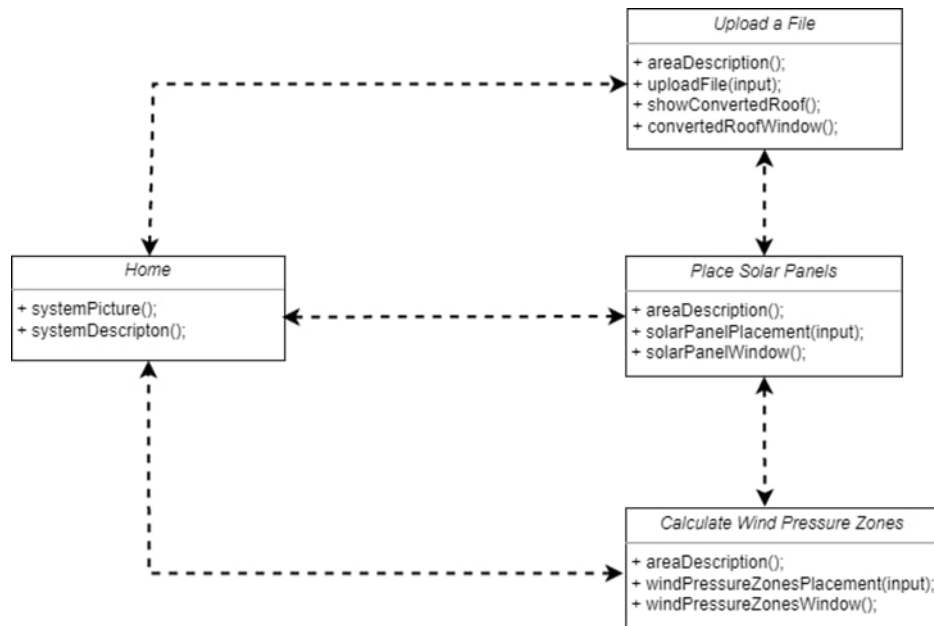 Upload a File
+ areaDescription();
+ uploadFile(input);
+ showConvertedRoof();
+ convertedRoofWindow();
Home
+ systemPicture();
+ systemDescripton();
Place Solar Panels
+ areaDescription();
+ solarPanelPlacement(input);
+ solarPanelWindow();
Calculate Wind Pressure Zones
+ areaDescription();
+ windPressureZonesPlacement(input);
+ windPressureZonesWindow();